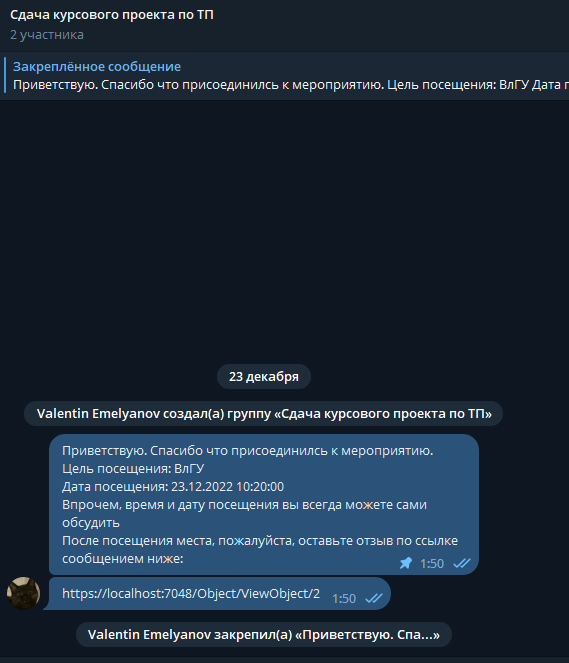 Сдача курсового проекта по ТП
2 участника
Закреплённое сообщение
Приветствую. Спасибо что присоединилсь к мероприятию. Цель посещения: ВлГУ Дата п
23 декабря
Valentin Emelyanov создал(а) группу «Сдача курсового проекта по ТП»
Приветствую. Спасибо что присоединилсь к мероприятию.
Цель посещения: ВлГУ
Дата посещения: 23.12.2022 10:20:00
Впрочем, время и дату посещения вы всегда можете сами
обсудить
После посещения места, пожалуйста, оставьте отзыв по ссылке
сообщением ниже:
1:50
https://localhost:7048/Object/ViewObject/2
1:50
Valentin Emelyanov закрепил(а) «Приветствую. Спа...»